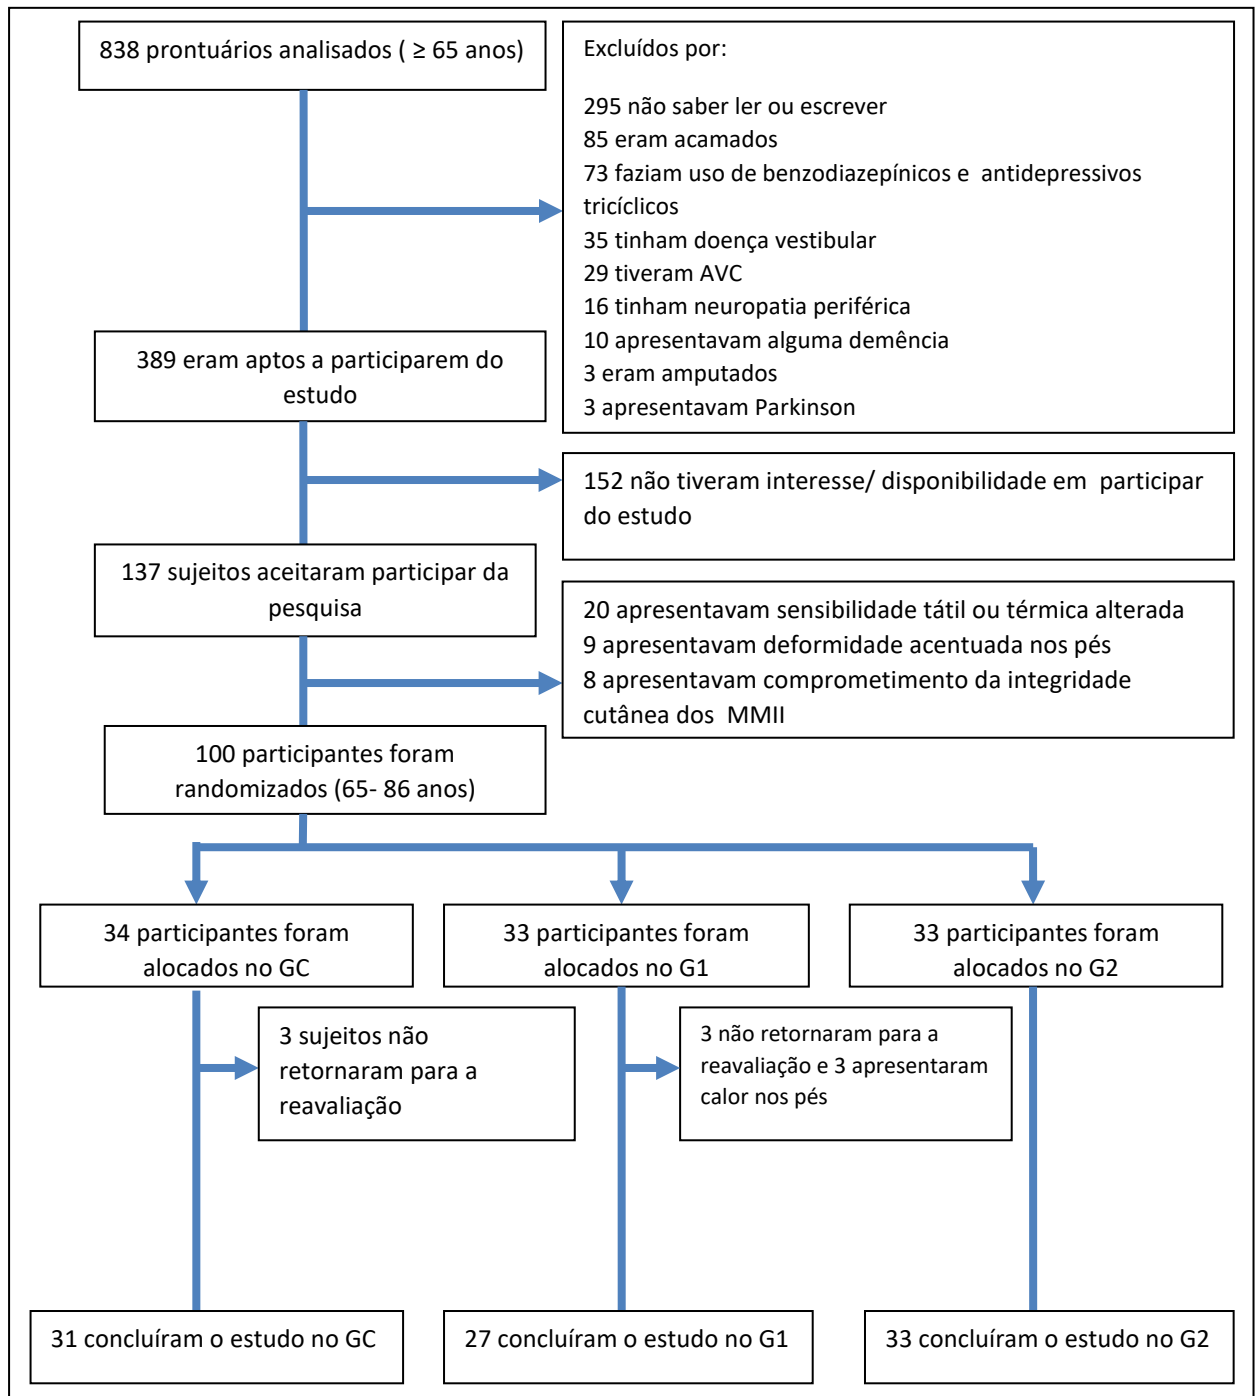 838 prontuários analisados ( ≥ 65 anos)
Excluídos por:
295 não saber ler ou escrever
85 eram acamados
73 faziam uso de benzodiazepínicos e antidepressivos
tricíclicos
35 tinham doença vestibular
29 tiveram AVC
16 tinham neuropatia periférica
10 apresentavam alguma demência
3 eram amputados
3 apresentavam Parkinson
389 eram aptos a participarem do
estudo
152 não tiveram interesse/ disponibilidade em participar
do estudo
137 sujeitos aceitaram participar da
pesquisa
20 apresentavam sensibilidade tátil ou térmica alterada
9 apresentavam deformidade acentuada nos pés
8 apresentavam comprometimento da integridade
cutânea dos MMII
100 participantes foram
randomizados (65- 86 anos)
34 participantes foram
alocados no GC
33 participantes foram
alocados no G1
33 participantes foram
alocados no G2
3 sujeitos não
retornaram para a
reavaliação
3 não retornaram para a
reavaliação e 3 apresentaram
calor nos pés
31 concluíram o estudo no GC
27 concluíram o estudo no G1
33 concluíram o estudo no G2